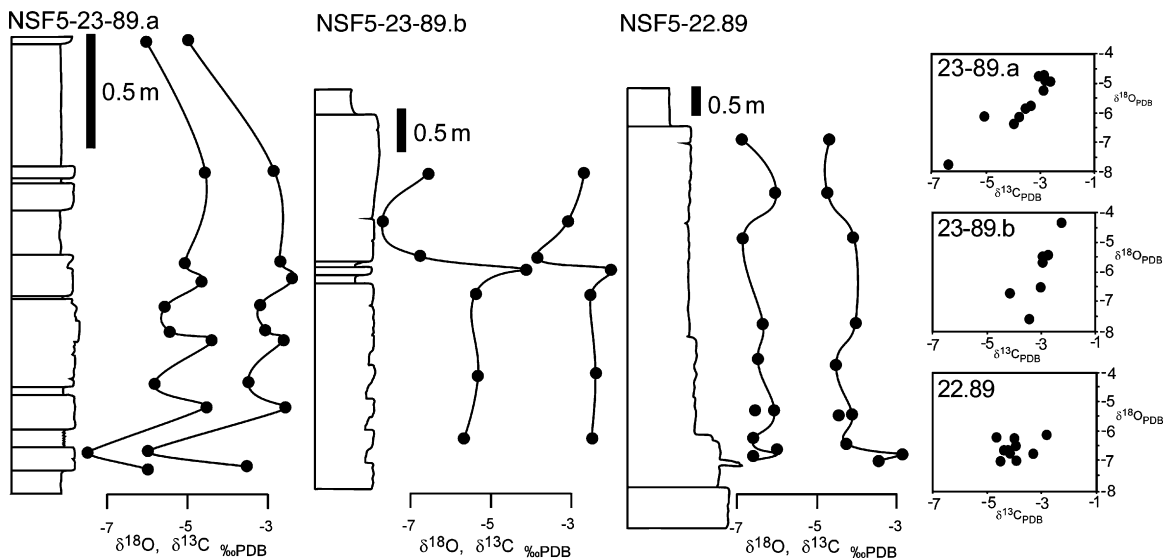 NSF5-23-89.a
0.5 m
-7 -5 -3
δ18O, δ13C ‰PDB
NSF5-23-89.b
0.5 m
-7 -5 -3
δ18O, δ13C ‰PDB
NSF5-22.89
0.5 m
-7 -5 -3
δ18O, δ13C ‰PDB
23-89.a
-4
-5
δ18OPDB
-6
-7
-8
-7 -5 -3 -1
δ13CPDB
23-89.b
-4
-5
δ18OPDB
-6
-7
-8
-7 -5 -3 -1
δ13CPDB
22.89
-4
-5
δ18OPDB
-6
-7
-8
-7 -5 -3 -1
δ13CPDB